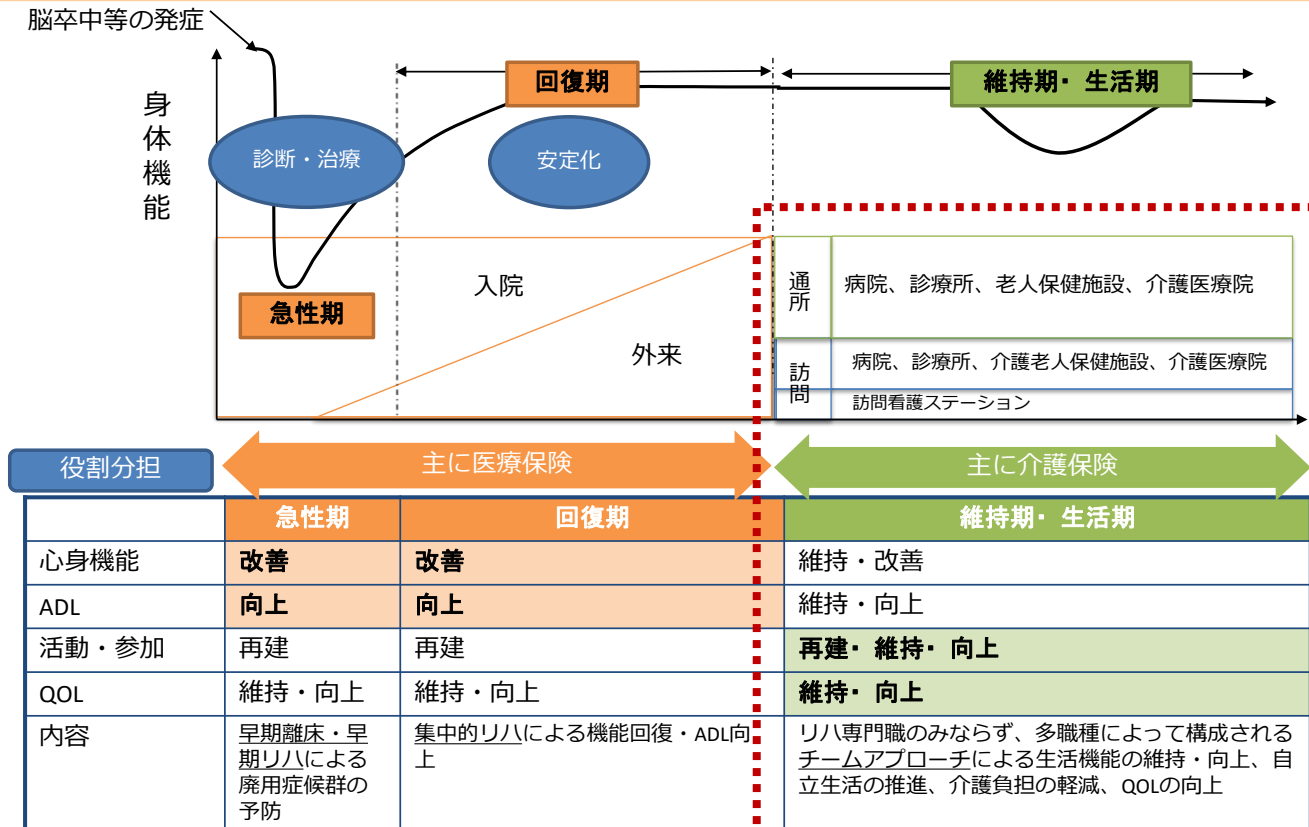 脳卒中等の発症
身体機能
回復期
維持期・生活期
診断・治療
安定化
急性期
入院
外来
通所
病院、診療所、老人保健施設、介護医療院
訪問
病院、診療所、介護老人保健施設、介護医療院
訪問看護ステーション
役割分担
主に医療保険
主に介護保険
急性期 回復期 維持期・生活期
心身機能 改善 改善 維持・改善
ADL 向上 向上 維持・向上
活動・参加 再建 再建 再建・維持・向上
QOL 維持・向上 維持・向上 維持・向上
内容
早期離床・早
期リハによる
廃用症候群の
予防
集中的リハによる機能回復・ADL向
上
リハ専門職のみならず、多職種によって構成される
チームアプローチによる生活機能の維持・向上、自
立生活の推進、介護負担の軽減、QOLの向上